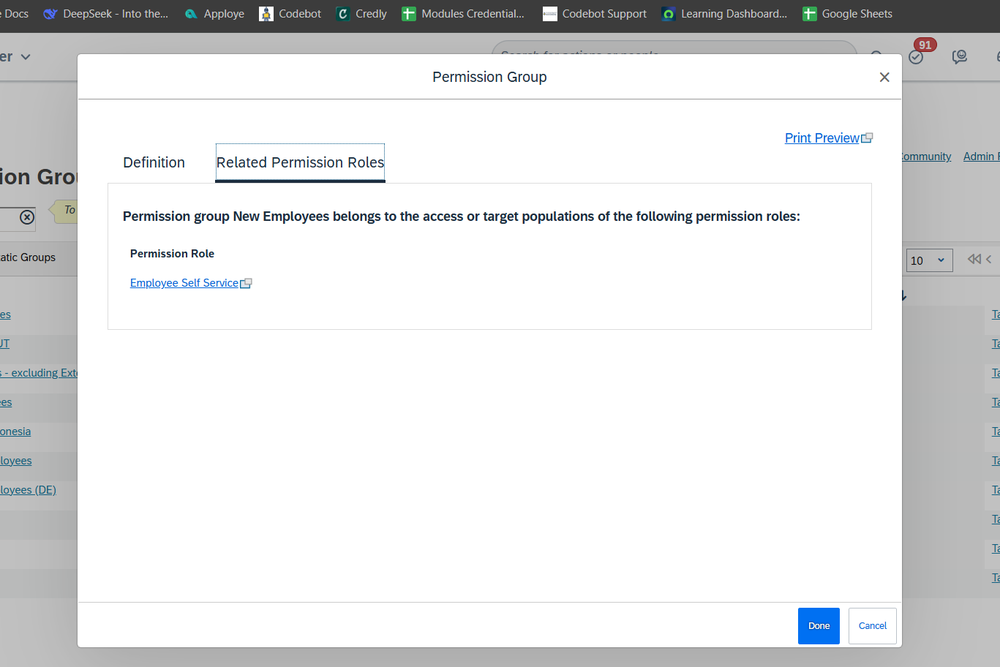 e Docs DeepSeek - Into the... Apploye Codebot Credly Modules Credential... Codebot Support Learning Dashboard... Google Sheets
er
91
Permission Group
Print Preview
Definition Related Permission Roles
ommunity Admin
ion Grou
To
Permission group New Employees belongs to the access or target populations of the following permission roles:
atic Groups
Permission Role
10
Employee Self Service
es
UT
s - excluding Exte
ees
onesia
loyees
loyees (DE)
Ta
Ta
Ta
Ta
Ta
Ta
Ta
Ta
Ta
Ta
Done Cancel